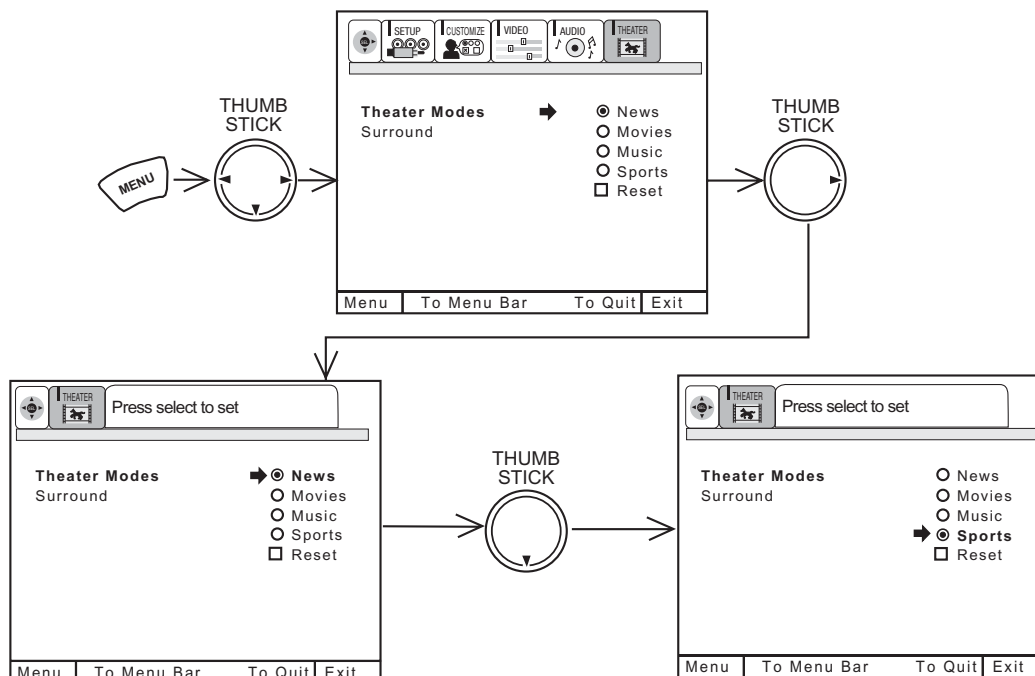 SETUP
CUSTOMIZE
VIDEO
AUDIO
THEATER
THUMB
STICK
MENU
Theater Modes
Surround
News
Movies
Music
Sports
Reset
Menu To Menu Bar To Quit Exit
THUMB
STICK
THEATER
Press select to set
Theater Modes
Surround
News
Movies
Music
Sports
Reset
Menu To Menu Bar To Quit Exit
THUMB
STICK
THEATER
Press select to set
Theater Modes
Surround
News
Movies
Music
Sports
Reset
Menu To Menu Bar To Quit Exit